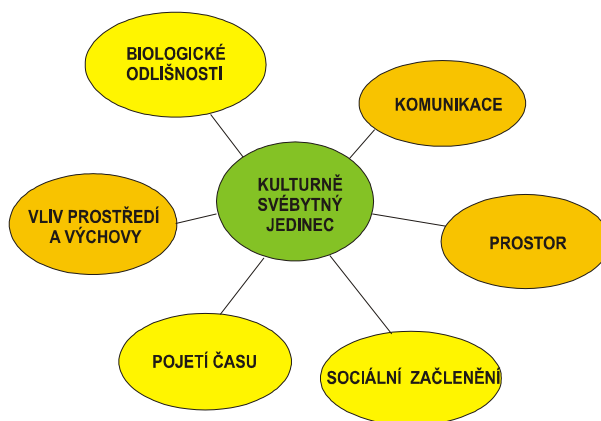 BIOLOGICKÉ
ODLIŠNOSTI
KOMUNIKACE
KULTURNĚ
SVÉBYTNÝ
JEDINEC
VLIV PROSTŘEDÍ
A VÝCHOVY
PROSTOR
POJETÍ ČASU
SOCIÁLNÍ ZAČLENĚNÍ